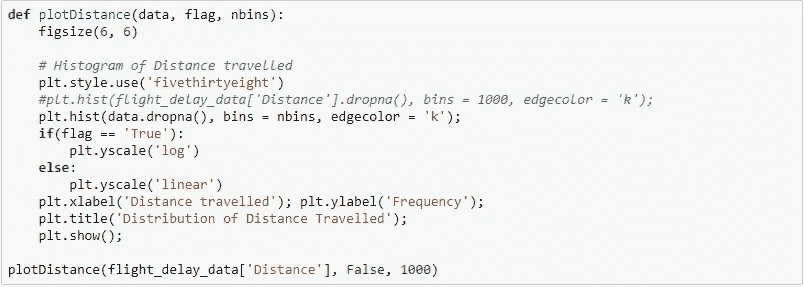 def plotDistance(data, flag, nbins):
    figsize(6, 6)

    # Histogram of Distance travelled
    plt.style.use('fivethirtyeight')
    #plt.hist(flight_delay_data['Distance'].dropna(), bins = 1000, edgecolor = 'k');
    plt.hist(data.dropna(), bins = nbins, edgecolor = 'k');
    if(flag == 'True'):
        plt.yscale('log')
    else:
        plt.yscale('linear')
    plt.xlabel('Distance travelled'); plt.ylabel('Frequency');
    plt.title('Distribution of Distance Travelled');
    plt.show();

plotDistance(flight_delay_data['Distance'], False, 1000)